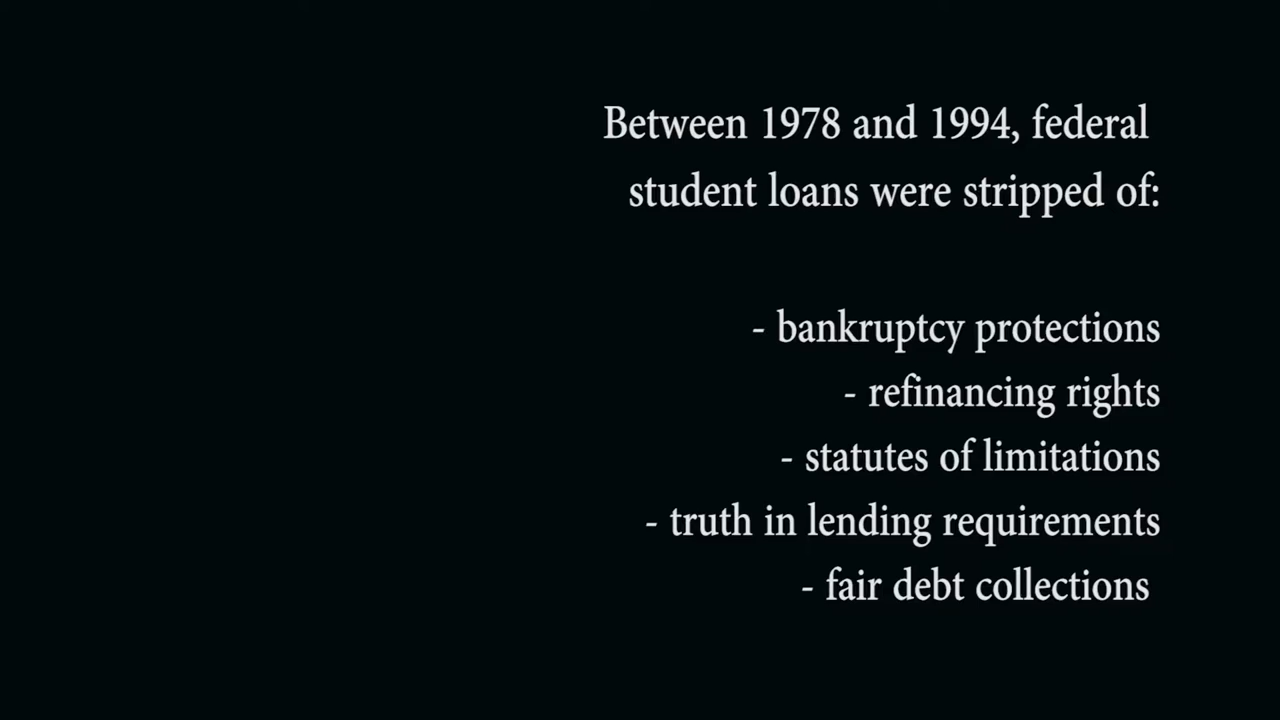 Between 1978 and 1994, federal
student loans were stripped of:
- bankruptcy protections
- refinancing rights
- statutes of limitations
- truth in lending requirements
- fair debt collections